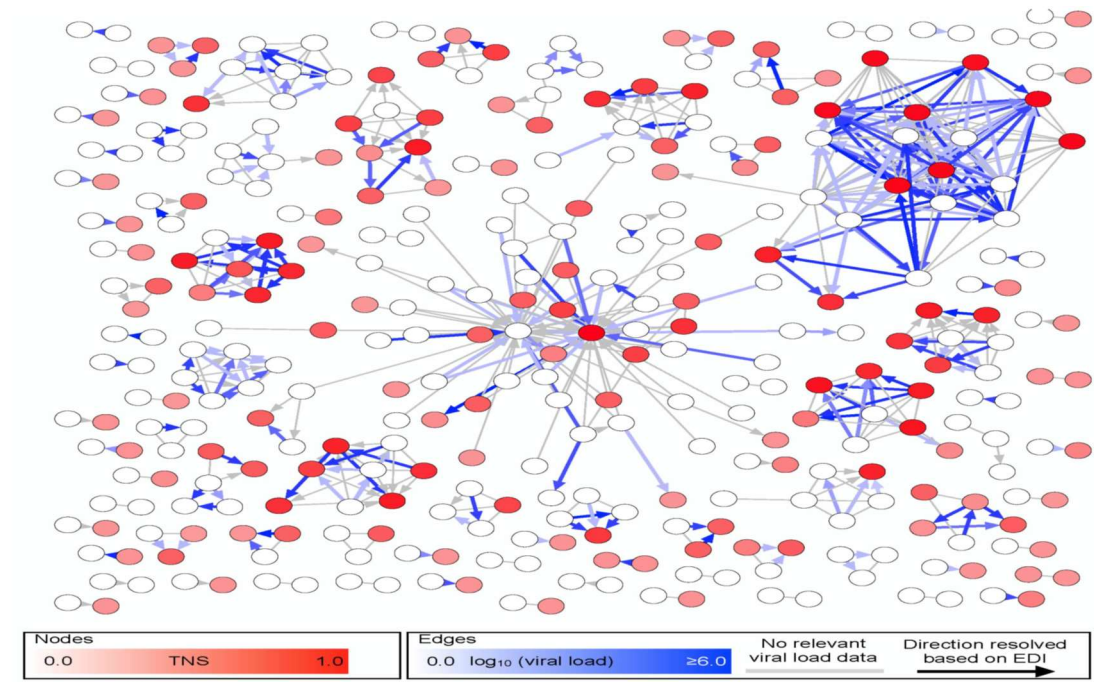 Nodes
0.0 TNS 1.0
Edges
0.0 log₁₀ (viral load) ≥6.0
No relevant
viral load data
Direction resolved
based on EDI